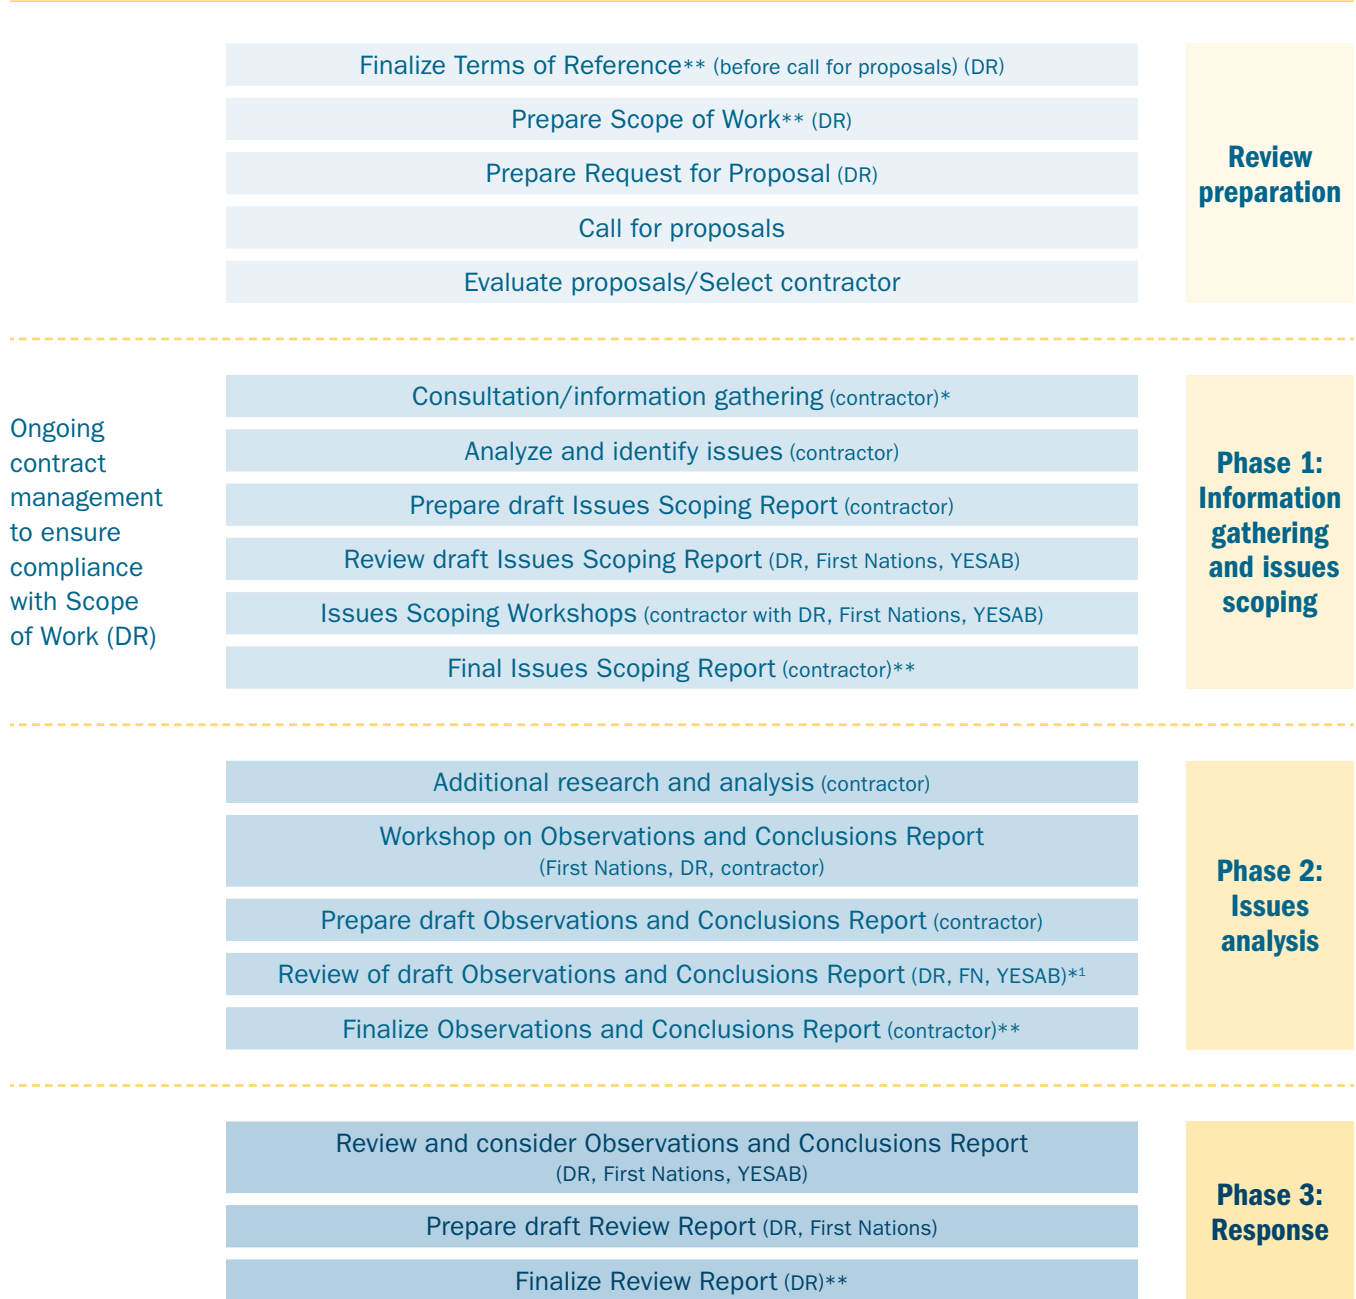 Finalize Terms of Reference** (before call for proposals) (DR)
Prepare Scope of Work** (DR)
Prepare Request for Proposal (DR)
Call for proposals
Evaluate proposals/Select contractor
Review
preparation
Ongoing
contract
management
to ensure
compliance
with Scope
of Work (DR)
Consultation/information gathering (contractor)*
Analyze and identify issues (contractor)
Prepare draft Issues Scoping Report (contractor)
Review draft Issues Scoping Report (DR, First Nations, YESAB)
Issues Scoping Workshops (contractor with DR, First Nations, YESAB)
Final Issues Scoping Report (contractor)**
Phase 1:
Information
gathering
and issues
scoping
Additional research and analysis (contractor)
Workshop on Observations and Conclusions Report
(First Nations, DR, contractor)
Prepare draft Observations and Conclusions Report (contractor)
Review of draft Observations and Conclusions Report (DR, FN, YESAB)*¹
Finalize Observations and Conclusions Report (contractor)**
Phase 2:
Issues
analysis
Review and consider Observations and Conclusions Report
(DR, First Nations, YESAB)
Prepare draft Review Report (DR, First Nations)
Finalize Review Report (DR)**
Phase 3:
Response